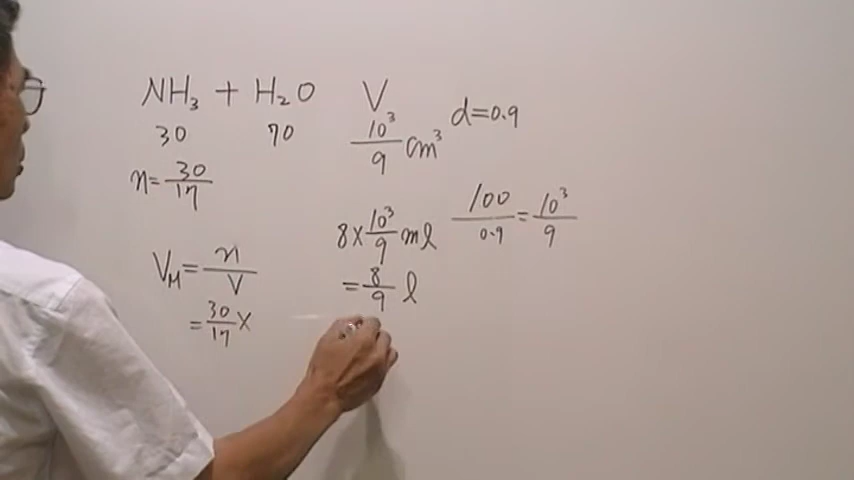 NH₃ + H₂O V d=0.9
30 70 10³/9 cm³
n= 30/17
100/0.9 = 10³/9
8×10³/9 ml
V_M= n/V
= 8/9 l
= 30/17 ×